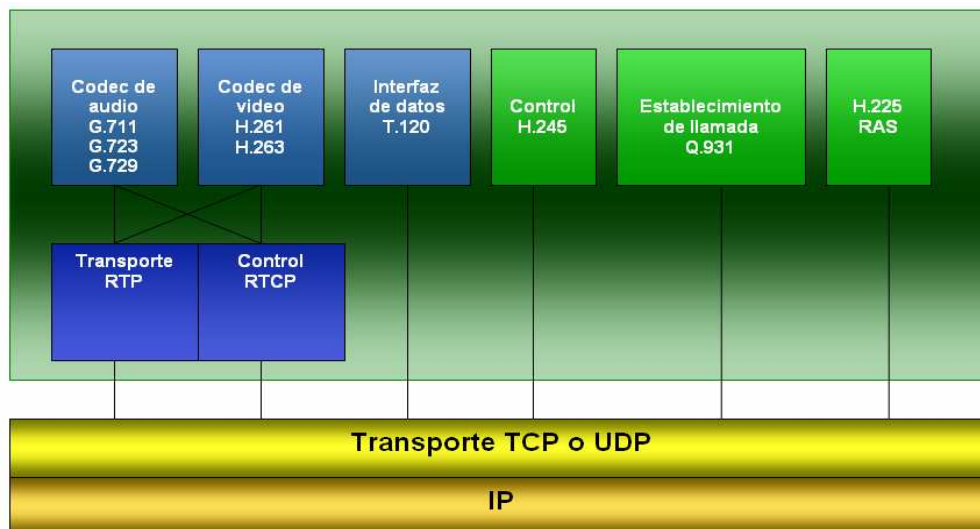 Codec de
audio
G.711
G.723
G.729
Codec de
video
H.261
H.263
Interfaz
de datos
T.120
Control
H.245
Establecimiento
de llamada
Q.931
H.225
RAS
Transporte
RTP
Control
RTCP
Transporte TCP o UDP
IP